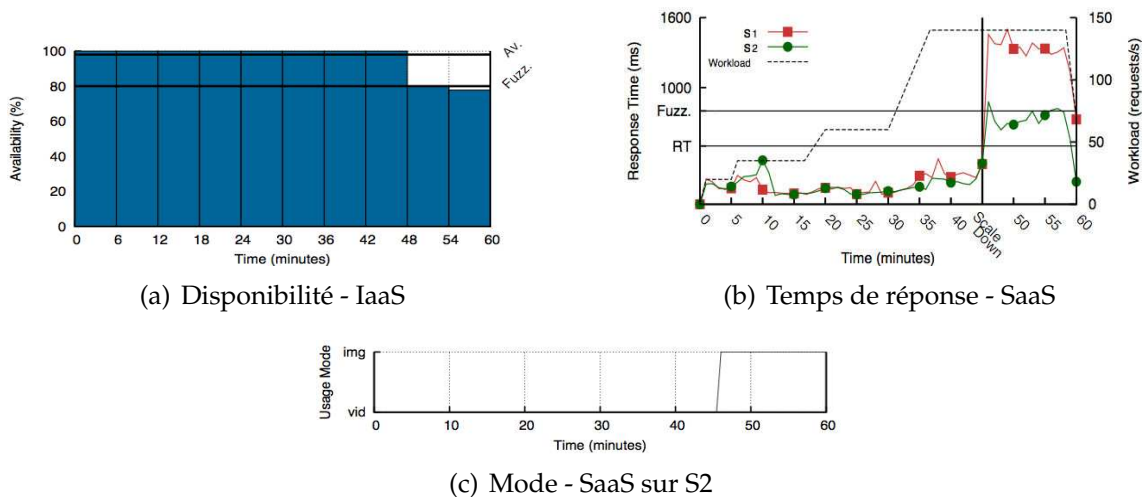 100
80
60
40
20
0
Availability (%)
Av.
Fuzz.
0 6 12 18 24 30 36 42 48 54 60
Time (minutes)
(a) Disponibilité - IaaS
1600
1000
Fuzz.
RT
0
Response Time (ms)
S1
S2
Workload
150
100
50
0
Workload (requests/s)
0 5 10 15 20 25 30 35 40 Scale Down 50 55 60
Time (minutes)
(b) Temps de réponse - SaaS
img
vid
Usage Mode
0 10 20 30 40 50 60
Time (minutes)
(c) Mode - SaaS sur S2